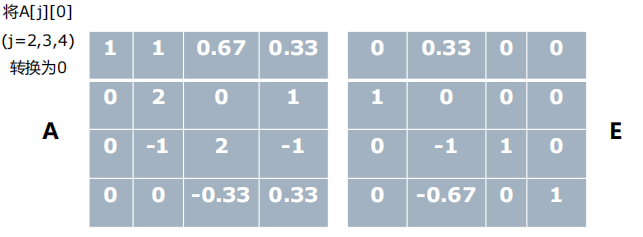 将A[j][0]
(j=2,3,4)
转换为0
A
1 1 0.67 0.33
0 2 0 1
0 -1 2 -1
0 0 -0.33 0.33
0 0.33 0 0
1 0 0 0
0 -1 1 0
0 -0.67 0 1
E